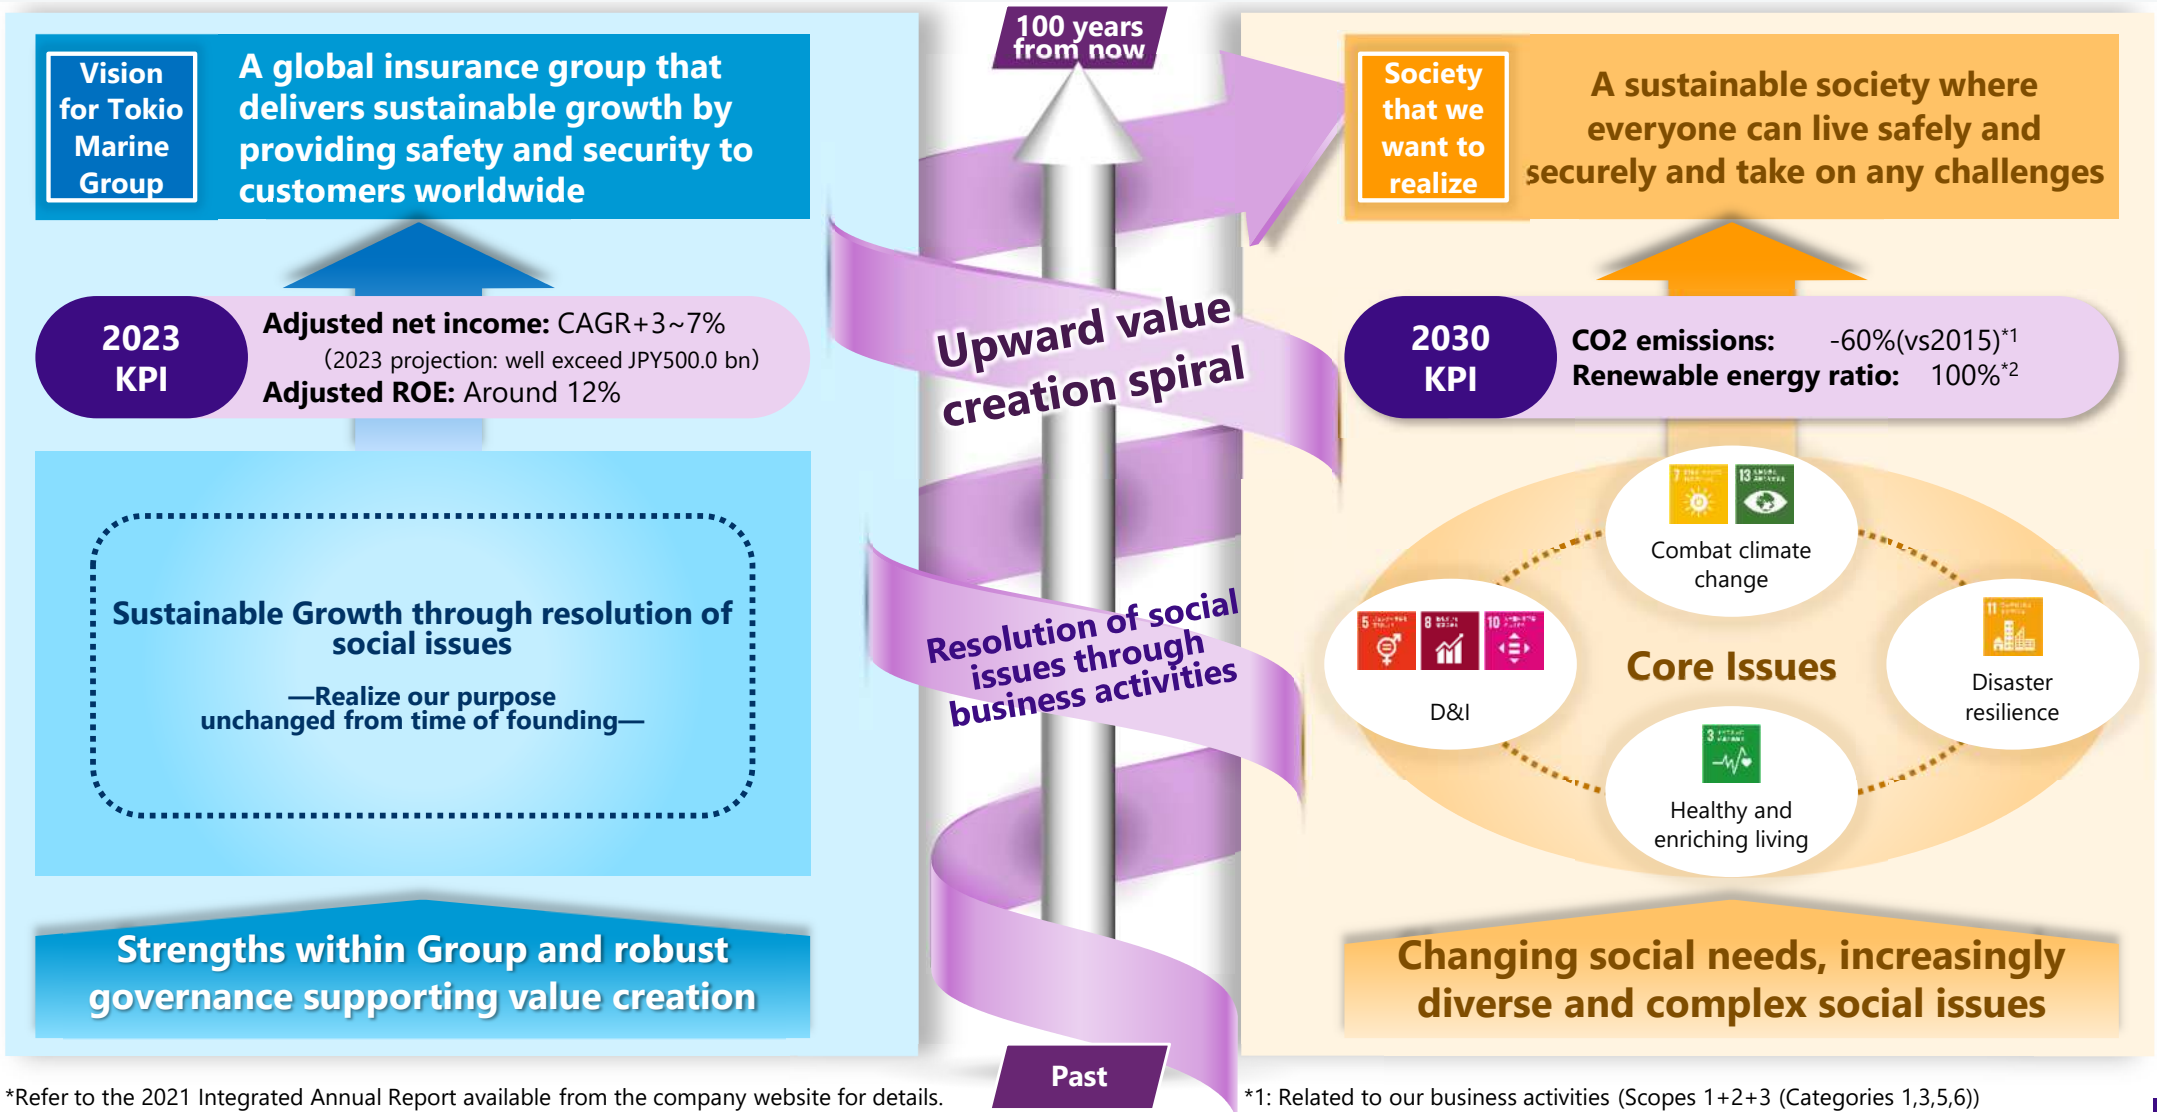 100 years
from now
Vision
for Tokio
Marine
Group
A global insurance group that
delivers sustainable growth by
providing safety and security to
customers worldwide
Society
that we
want to
realize
A sustainable society where
everyone can live safely and
securely and take on any challenges
2023
KPI
Adjusted net income: CAGR+3~7%
(2023 projection: well exceed JPY500.0 bn)
Adjusted ROE: Around 12%
Upward value
creation spiral
2030
KPI
CO2 emissions: -60%(vs2015)*1
Renewable energy ratio: 100%*2
Sustainable Growth through resolution of
social issues
—Realize our purpose
unchanged from time of founding—
Resolution of social
issues through
business activities
7
13
Combat climate
change
5
8
10
D&I
Core Issues
11
Disaster
resilience
3
Healthy and
enriching living
Strengths within Group and robust
governance supporting value creation
Changing social needs, increasingly
diverse and complex social issues
Past
*Refer to the 2021 Integrated Annual Report available from the company website for details.
*1: Related to our business activities (Scopes 1+2+3 (Categories 1,3,5,6))